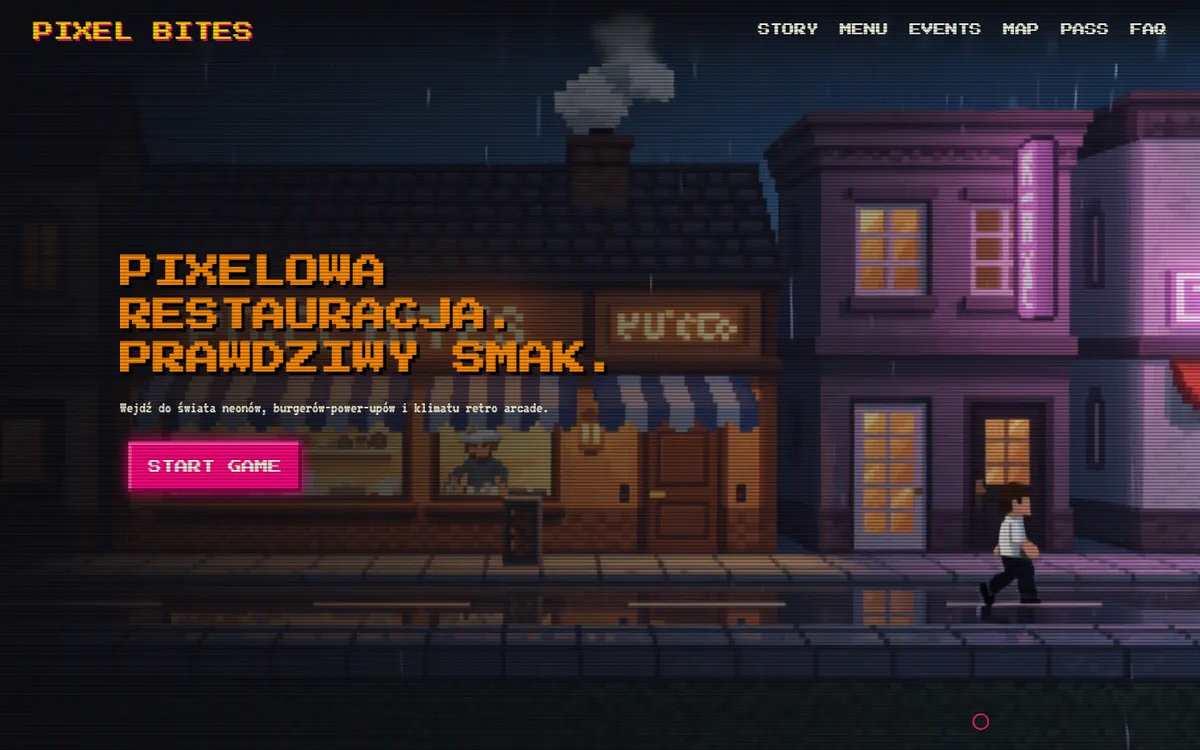 PIXEL BITES
STORY MENU EVENTS MAP PASS FAQ
PIXELOWA
RESTAURACJA.
PRAWDZIWY SMAK.
Wejdź do świata neonów, burgerów-power-upów i klimatu retro arcade.
START GAME